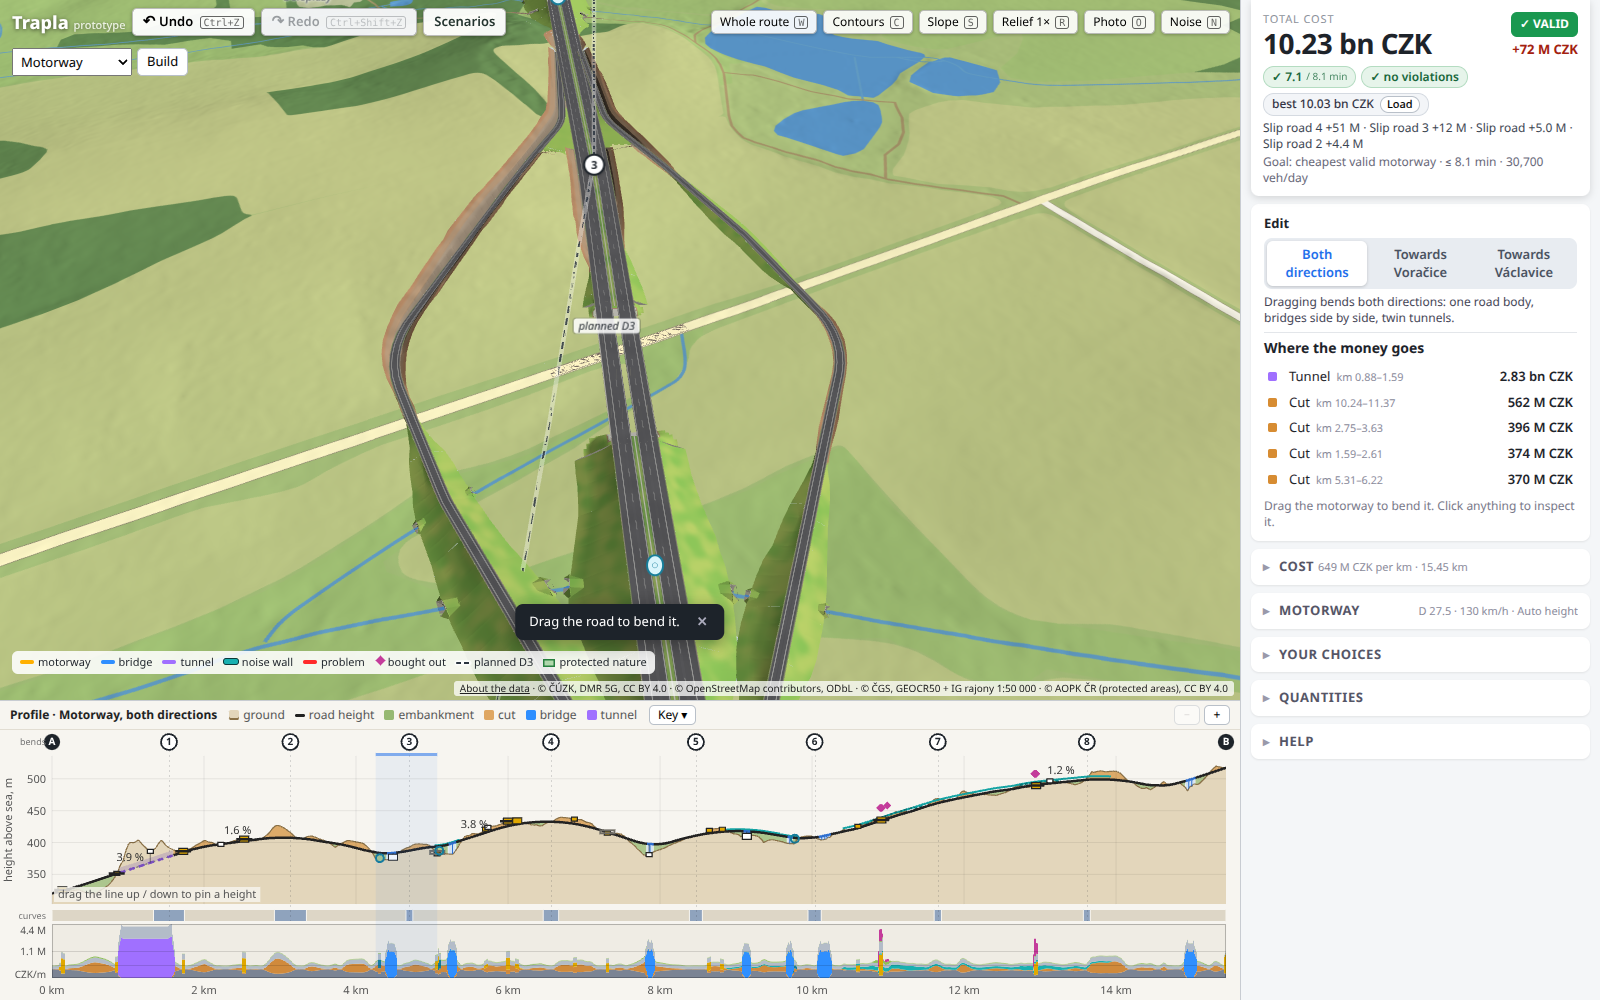 Trapla prototype
↶ Undo Ctrl+Z
↷ Redo Ctrl+Shift+Z
Scenarios
Whole route W
Contours C
Slope S
Relief 1× R
Photo O
Noise N
Motorway
Build
3
planned D3
Drag the road to bend it. ✕
motorway bridge tunnel noise wall problem bought out planned D3 protected nature
About the data · © ČÚZK, DMR 5G, CC BY 4.0 · © OpenStreetMap contributors, ODbL · © ČGS, GEOCR50 + IG rajony 1:50 000 · © AOPK ČR (protected areas), CC BY 4.0
TOTAL COST
✓ VALID
10.23 bn CZK
+72 M CZK
✓ 7.1 / 8.1 min
✓ no violations
best 10.03 bn CZK Load
Slip road 4 +51 M · Slip road 3 +12 M · Slip road +5.0 M ·
Slip road 2 +4.4 M
Goal: cheapest valid motorway · ≤ 8.1 min · 30,700
veh/day
Edit
Both directions
Towards Voračice
Towards Václavice
Dragging bends both directions: one road body,
bridges side by side, twin tunnels.
Where the money goes
Tunnel km 0.88–1.59 2.83 bn CZK
Cut km 10.24–11.37 562 M CZK
Cut km 2.75–3.63 396 M CZK
Cut km 1.59–2.61 374 M CZK
Cut km 5.31–6.22 370 M CZK
Drag the motorway to bend it. Click anything to inspect
it.
▶ COST 649 M CZK per km · 15.45 km
▶ MOTORWAY D 27.5 · 130 km/h · Auto height
▶ YOUR CHOICES
▶ QUANTITIES
▶ HELP
Profile · Motorway, both directions ground road height embankment cut bridge tunnel Key ▾ − +
bends A 1 2 3 4 5 6 7 8 B
height above sea, m
500
450
400
350
3.9 %
1.6 %
3.8 %
1.2 %
drag the line up / down to pin a height
curves
4.4 M
1.1 M
CZK/m
0 km 2 km 4 km 6 km 8 km 10 km 12 km 14 km